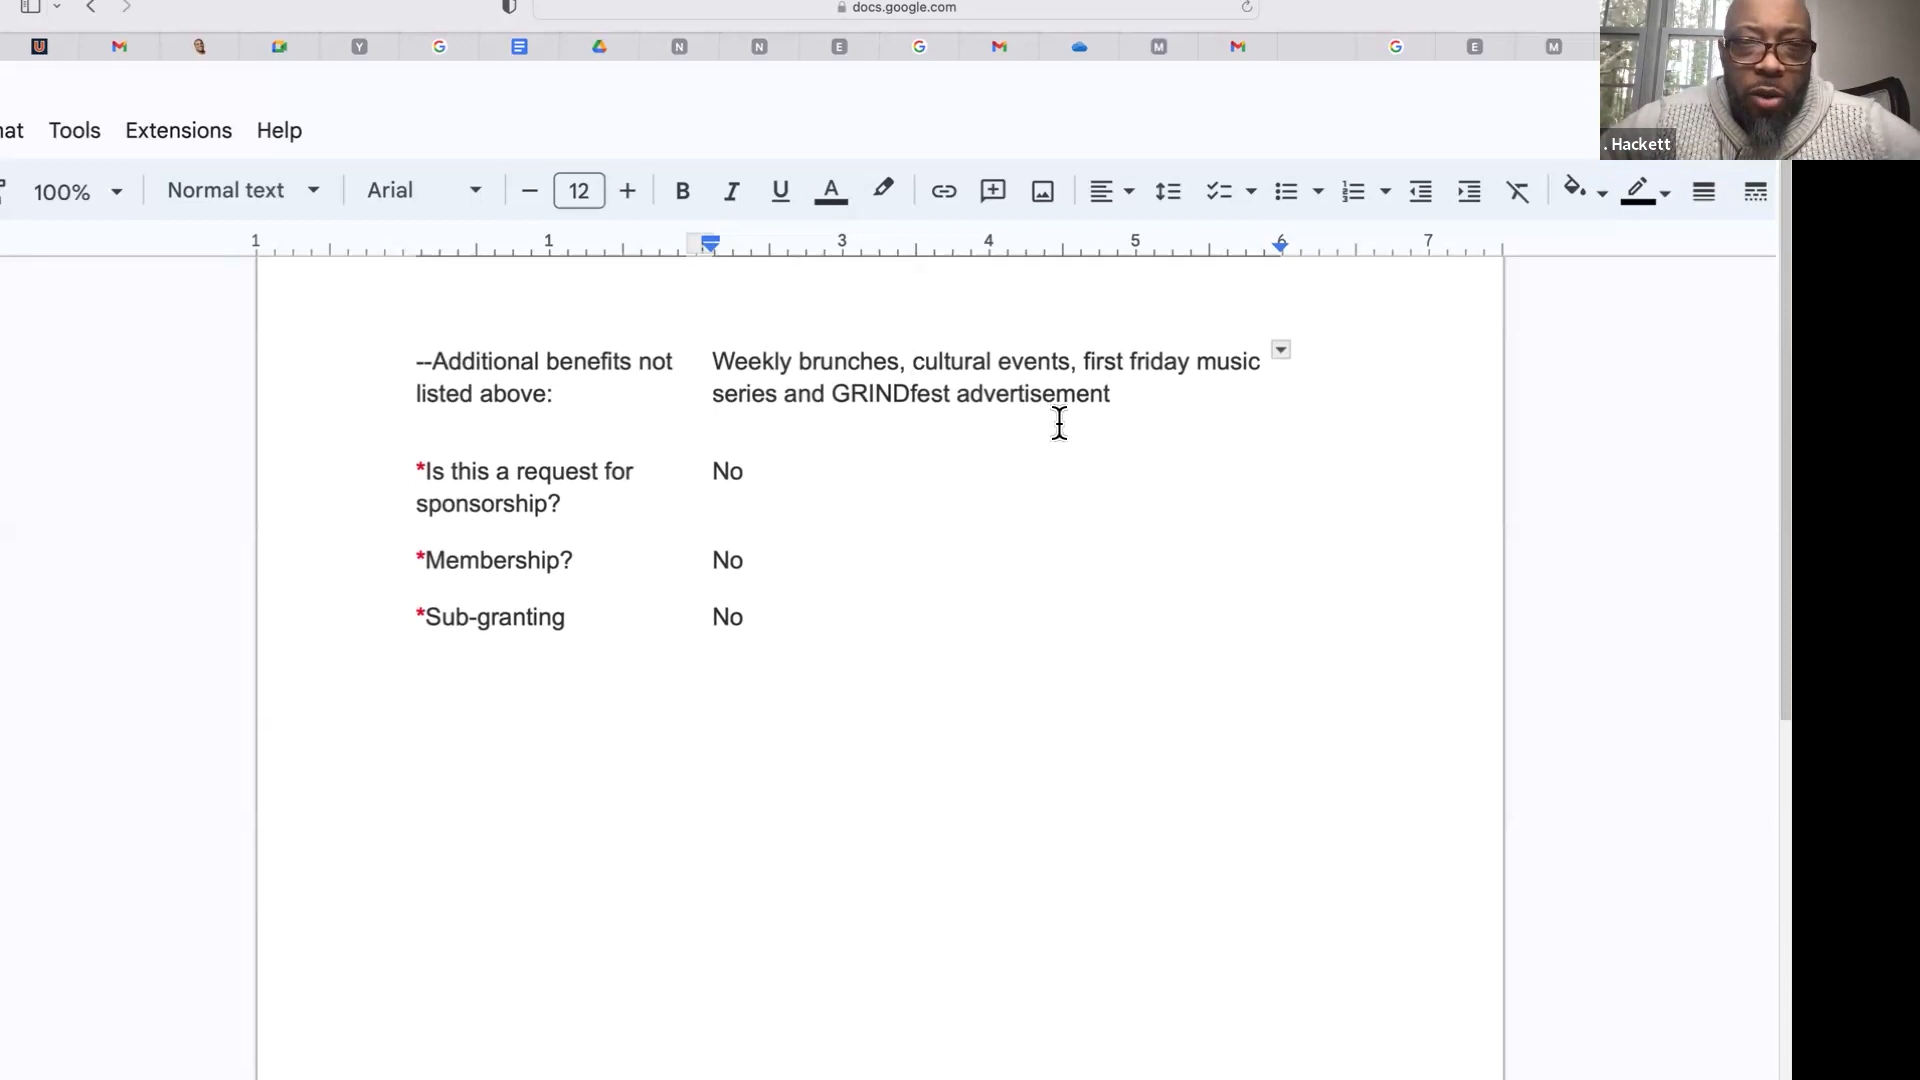 docs.google.com
U
Y
N
N
E
M
E
M
. Hackett
nat Tools Extensions Help
100% Normal text Arial 12 B I U A
1 1 3 4 5 6 7
--Additional benefits not
listed above:
Weekly brunches, cultural events, first friday music
series and GRINDfest advertisement
*Is this a request for
sponsorship?
No
*Membership?
No
*Sub-granting
No